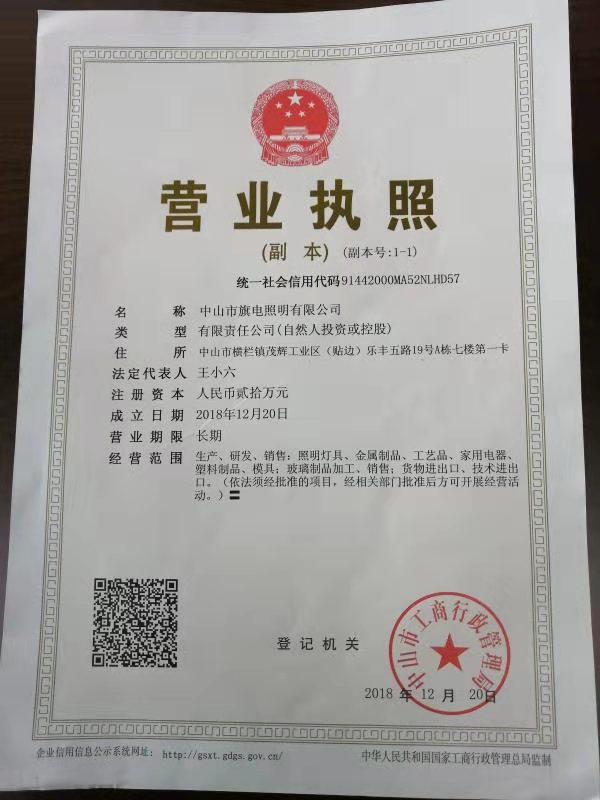 营业执照
(副 本) (副本号:1-1)
统一社会信用代码91442000MA52NLHD57
名 称 中山市旗电照明有限公司
类 型 有限责任公司(自然人投资或控股)
住 所 中山市横栏镇茂辉工业区（贴边）乐丰五路19号A栋七楼第一卡
法定代表人 王小六
注册资本 人民币贰拾万元
成立日期 2018年12月20日
营业期限 长期
经营范围 生产、研发、销售：照明灯具、金属制品、工艺品、家用电器、
塑料制品、模具；玻璃制品加工、销售；货物进出口、技术进出
口。（依法须经批准的项目，经相关部门批准后方可开展经营活
动。）〓
登记机关
中山市工商行政管理局
2018 年 12 月 20日
企业信用信息公示系统网址： http://gsxt.gdgs.gov.cn/
中华人民共和国国家工商行政管理总局监制